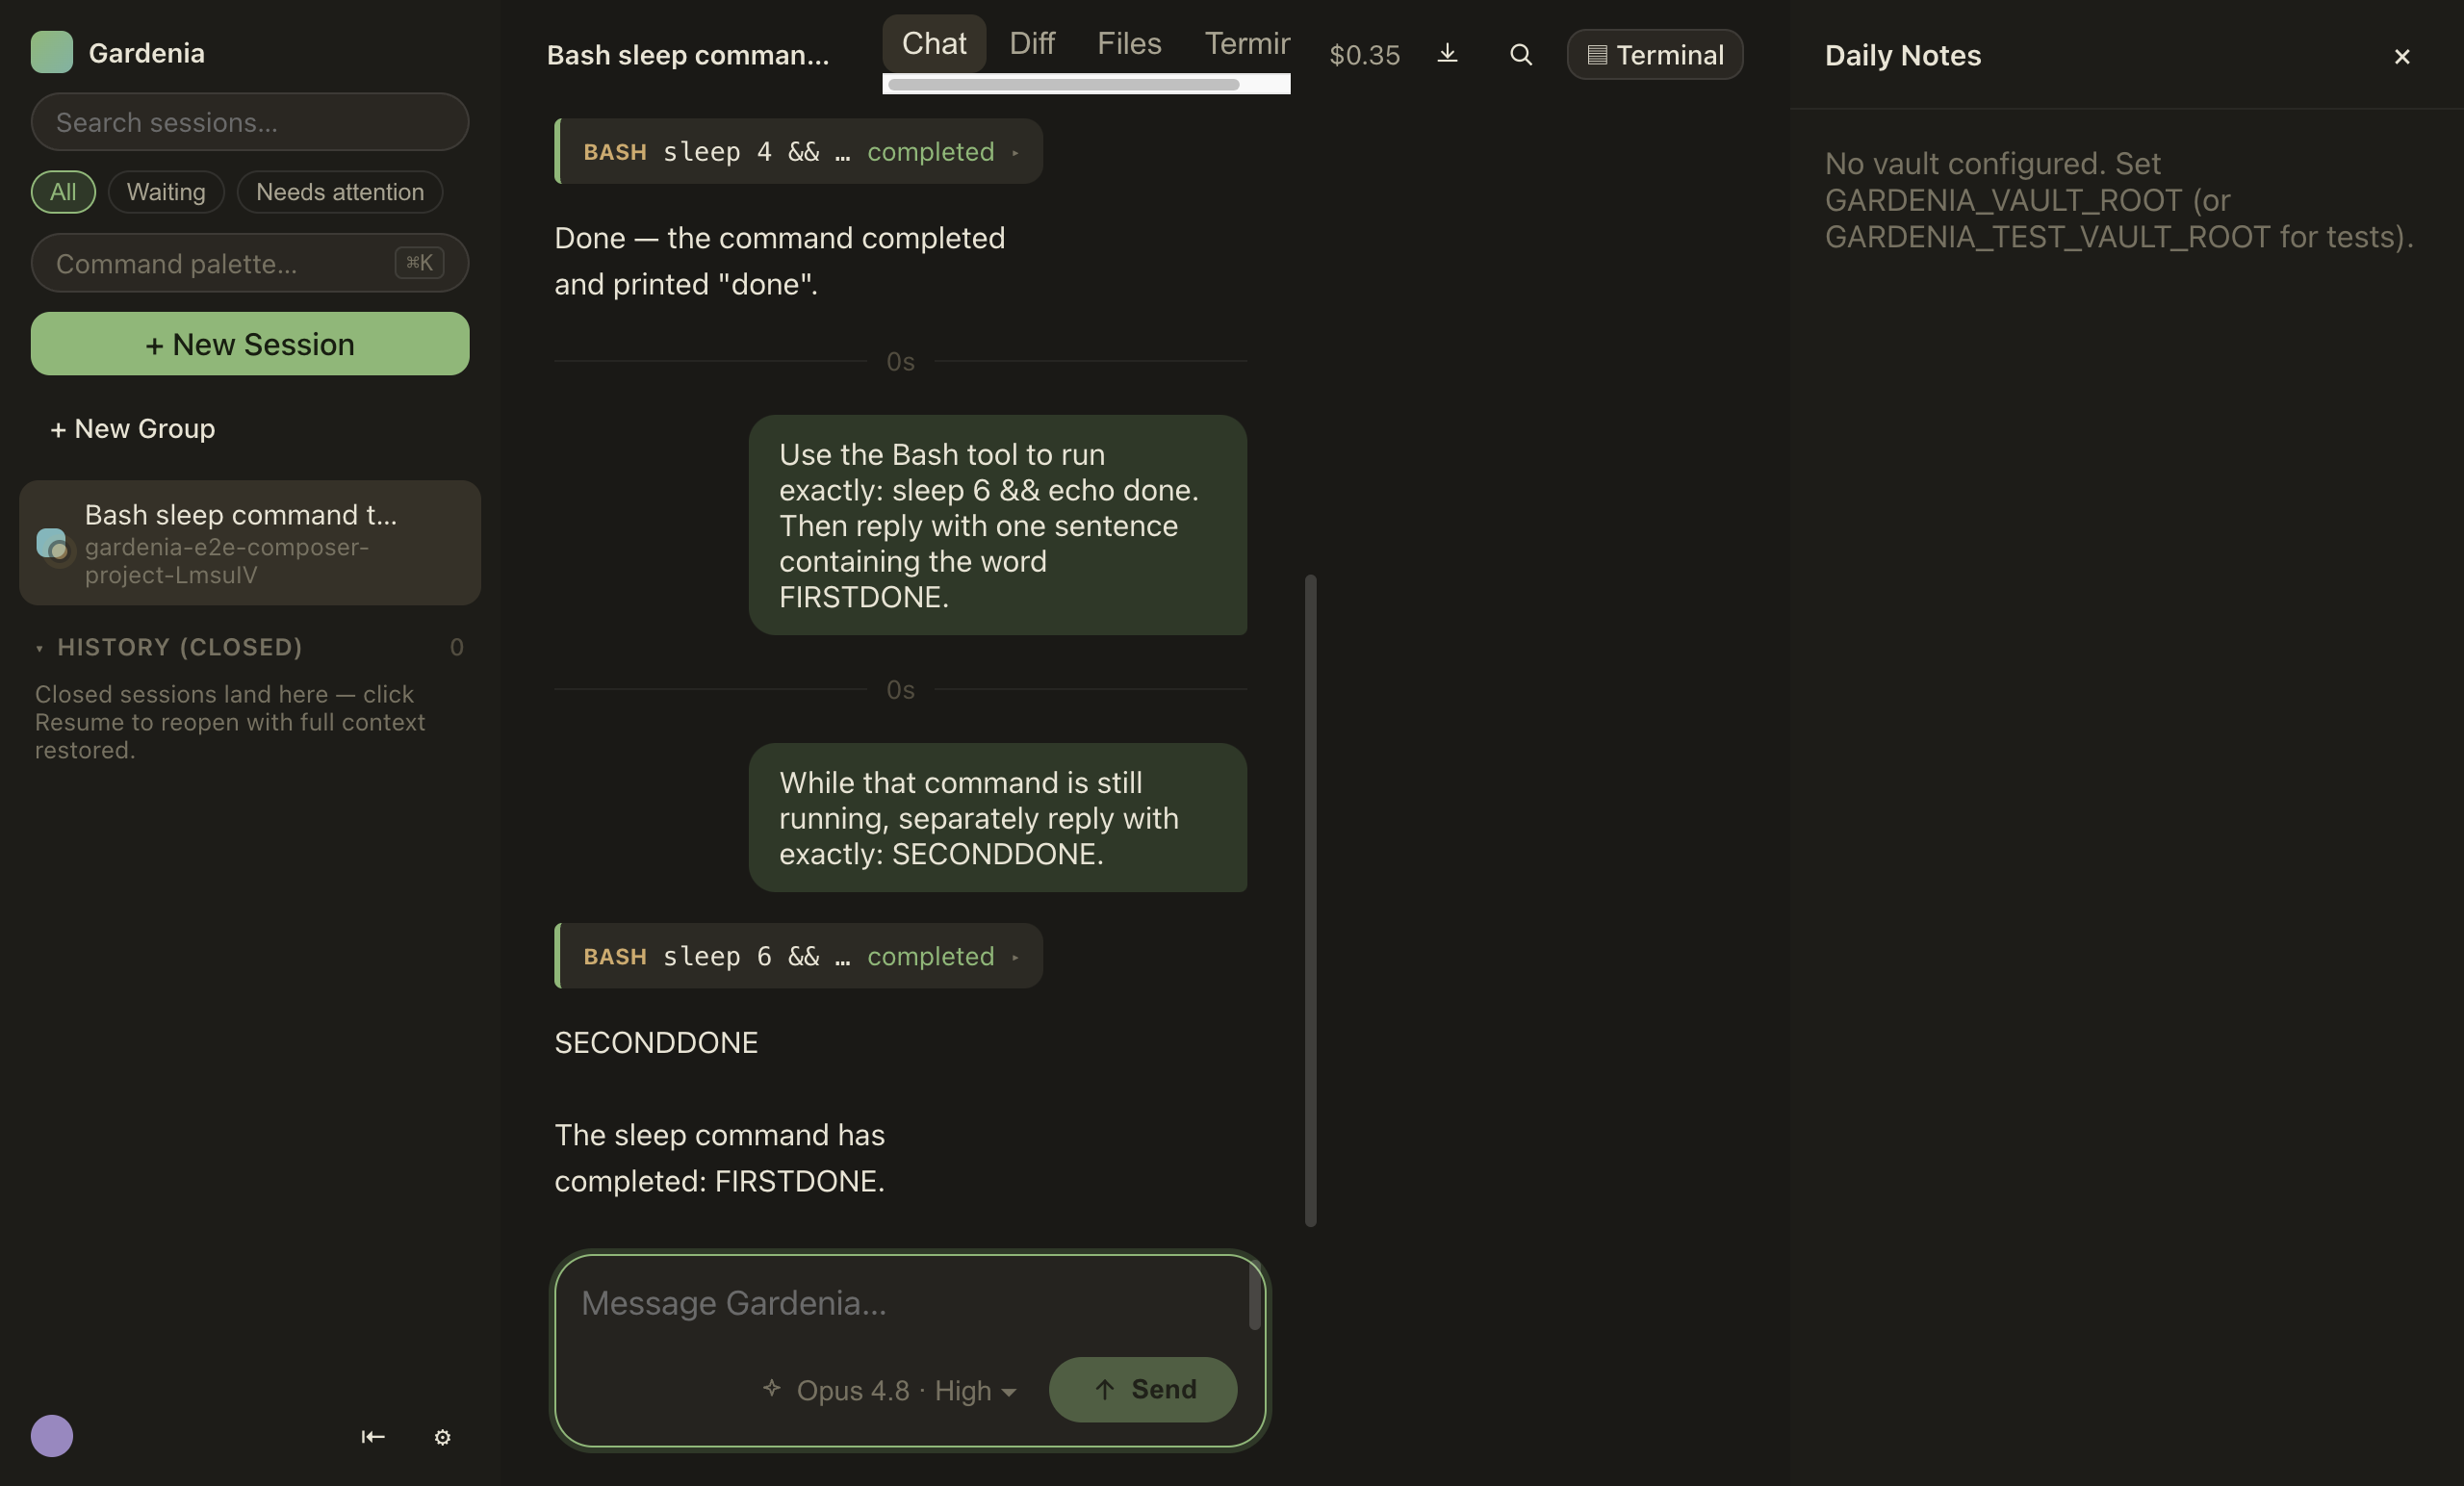 Gardenia
Search sessions...
All
Waiting
Needs attention
Command palette...
⌘K
+ New Session
+ New Group
Bash sleep command t...
gardenia-e2e-composer-
project-LmsuIV
HISTORY (CLOSED)
0
Closed sessions land here — click
Resume to reopen with full context
restored.
Bash sleep comman...
Chat
Diff
Files
Termir
$0.35
Terminal
BASH sleep 4 && … completed
Done — the command completed
and printed "done".
0s
Use the Bash tool to run
exactly: sleep 6 && echo done.
Then reply with one sentence
containing the word
FIRSTDONE.
0s
While that command is still
running, separately reply with
exactly: SECONDDONE.
BASH sleep 6 && … completed
SECONDDONE
The sleep command has
completed: FIRSTDONE.
Message Gardenia...
Opus 4.8 · High
Send
Daily Notes
No vault configured. Set
GARDENIA_VAULT_ROOT (or
GARDENIA_TEST_VAULT_ROOT for tests).